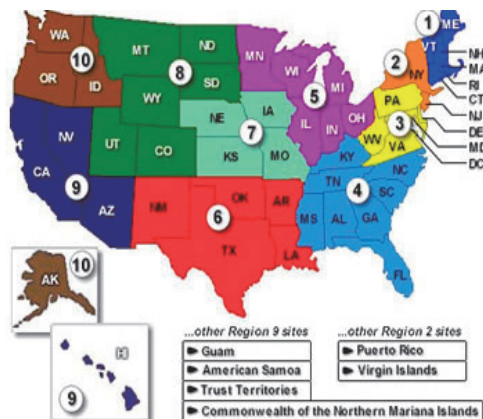 1
ME
WA
VT
MT
ND
MN
NH
10
2
MA
OR
ID
8
WI
NY
RI
SD
MI
CT
WY
5
PA
NJ
IA
3
NE
OH
DE
NV
7
IL
IN
WV
MD
UT
VA
CO
DC
KS
MO
KY
CA
NC
9
TN
4
OK
SC
AZ
NM
AR
6
MS
AL
GA
TX
LA
10
FL
AK
...other Region 9 sites
...other Region 2 sites
H
Guam
Puerto Rico
American Samoa
Virgin Islands
9
Trust Territories
Commonwealth of the Northern Mariana Islands